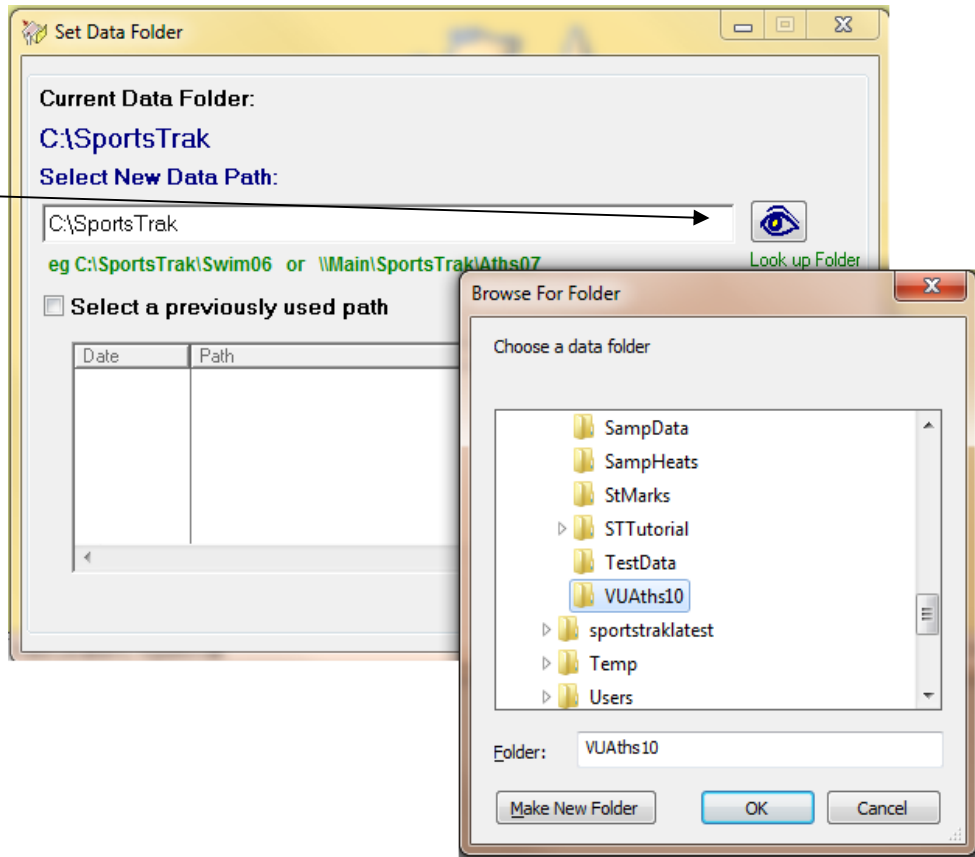 Set Data Folder
Current Data Folder:
C:\SportsTrak
Select New Data Path:
C:\SportsTrak
eg C:\SportsTrak\Swim06 or \\Main\SportsTrak\Aths07
Look up Folder
Select a previously used path
Date Path
Browse For Folder
Choose a data folder
SampData
SampHeats
StMarks
STTutorial
TestData
VUAths10
sportstraklatest
Temp
Users
Folder: VUAths10
Make New Folder OK Cancel